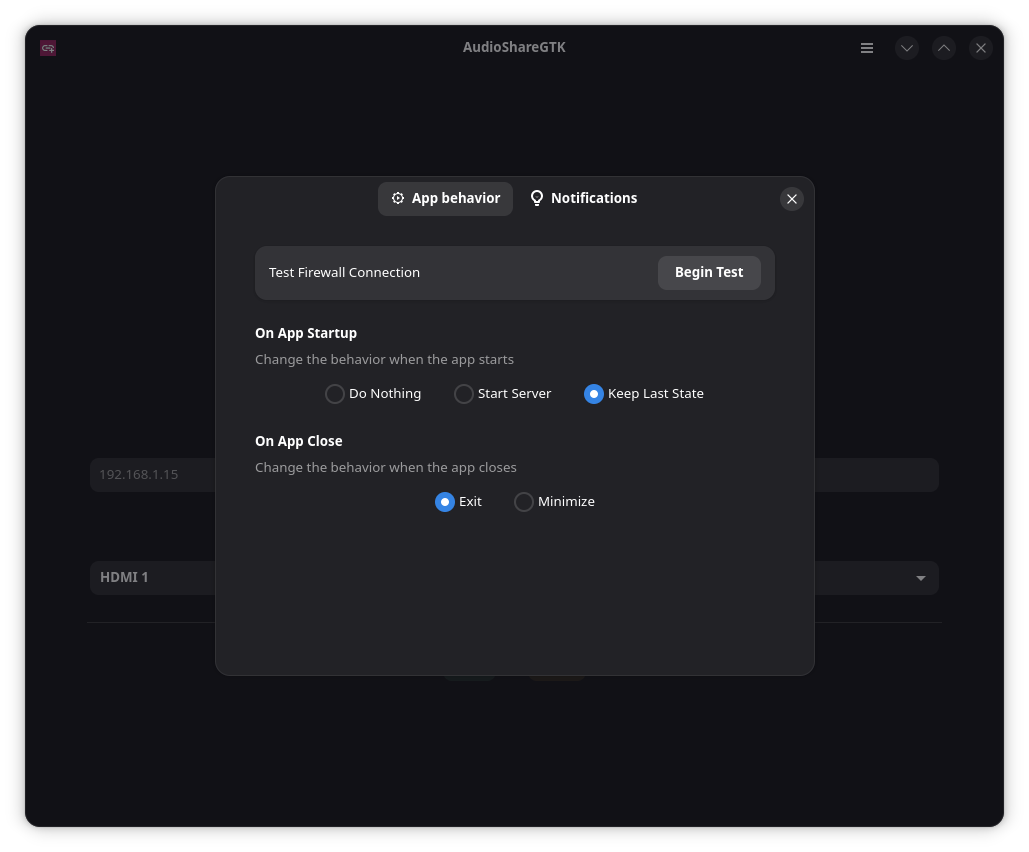 AudioShareGTK
App behavior Notifications
Test Firewall Connection Begin Test
On App Startup
Change the behavior when the app starts
Do Nothing Start Server Keep Last State
On App Close
Change the behavior when the app closes
192.168.1.15
Exit Minimize
HDMI 1